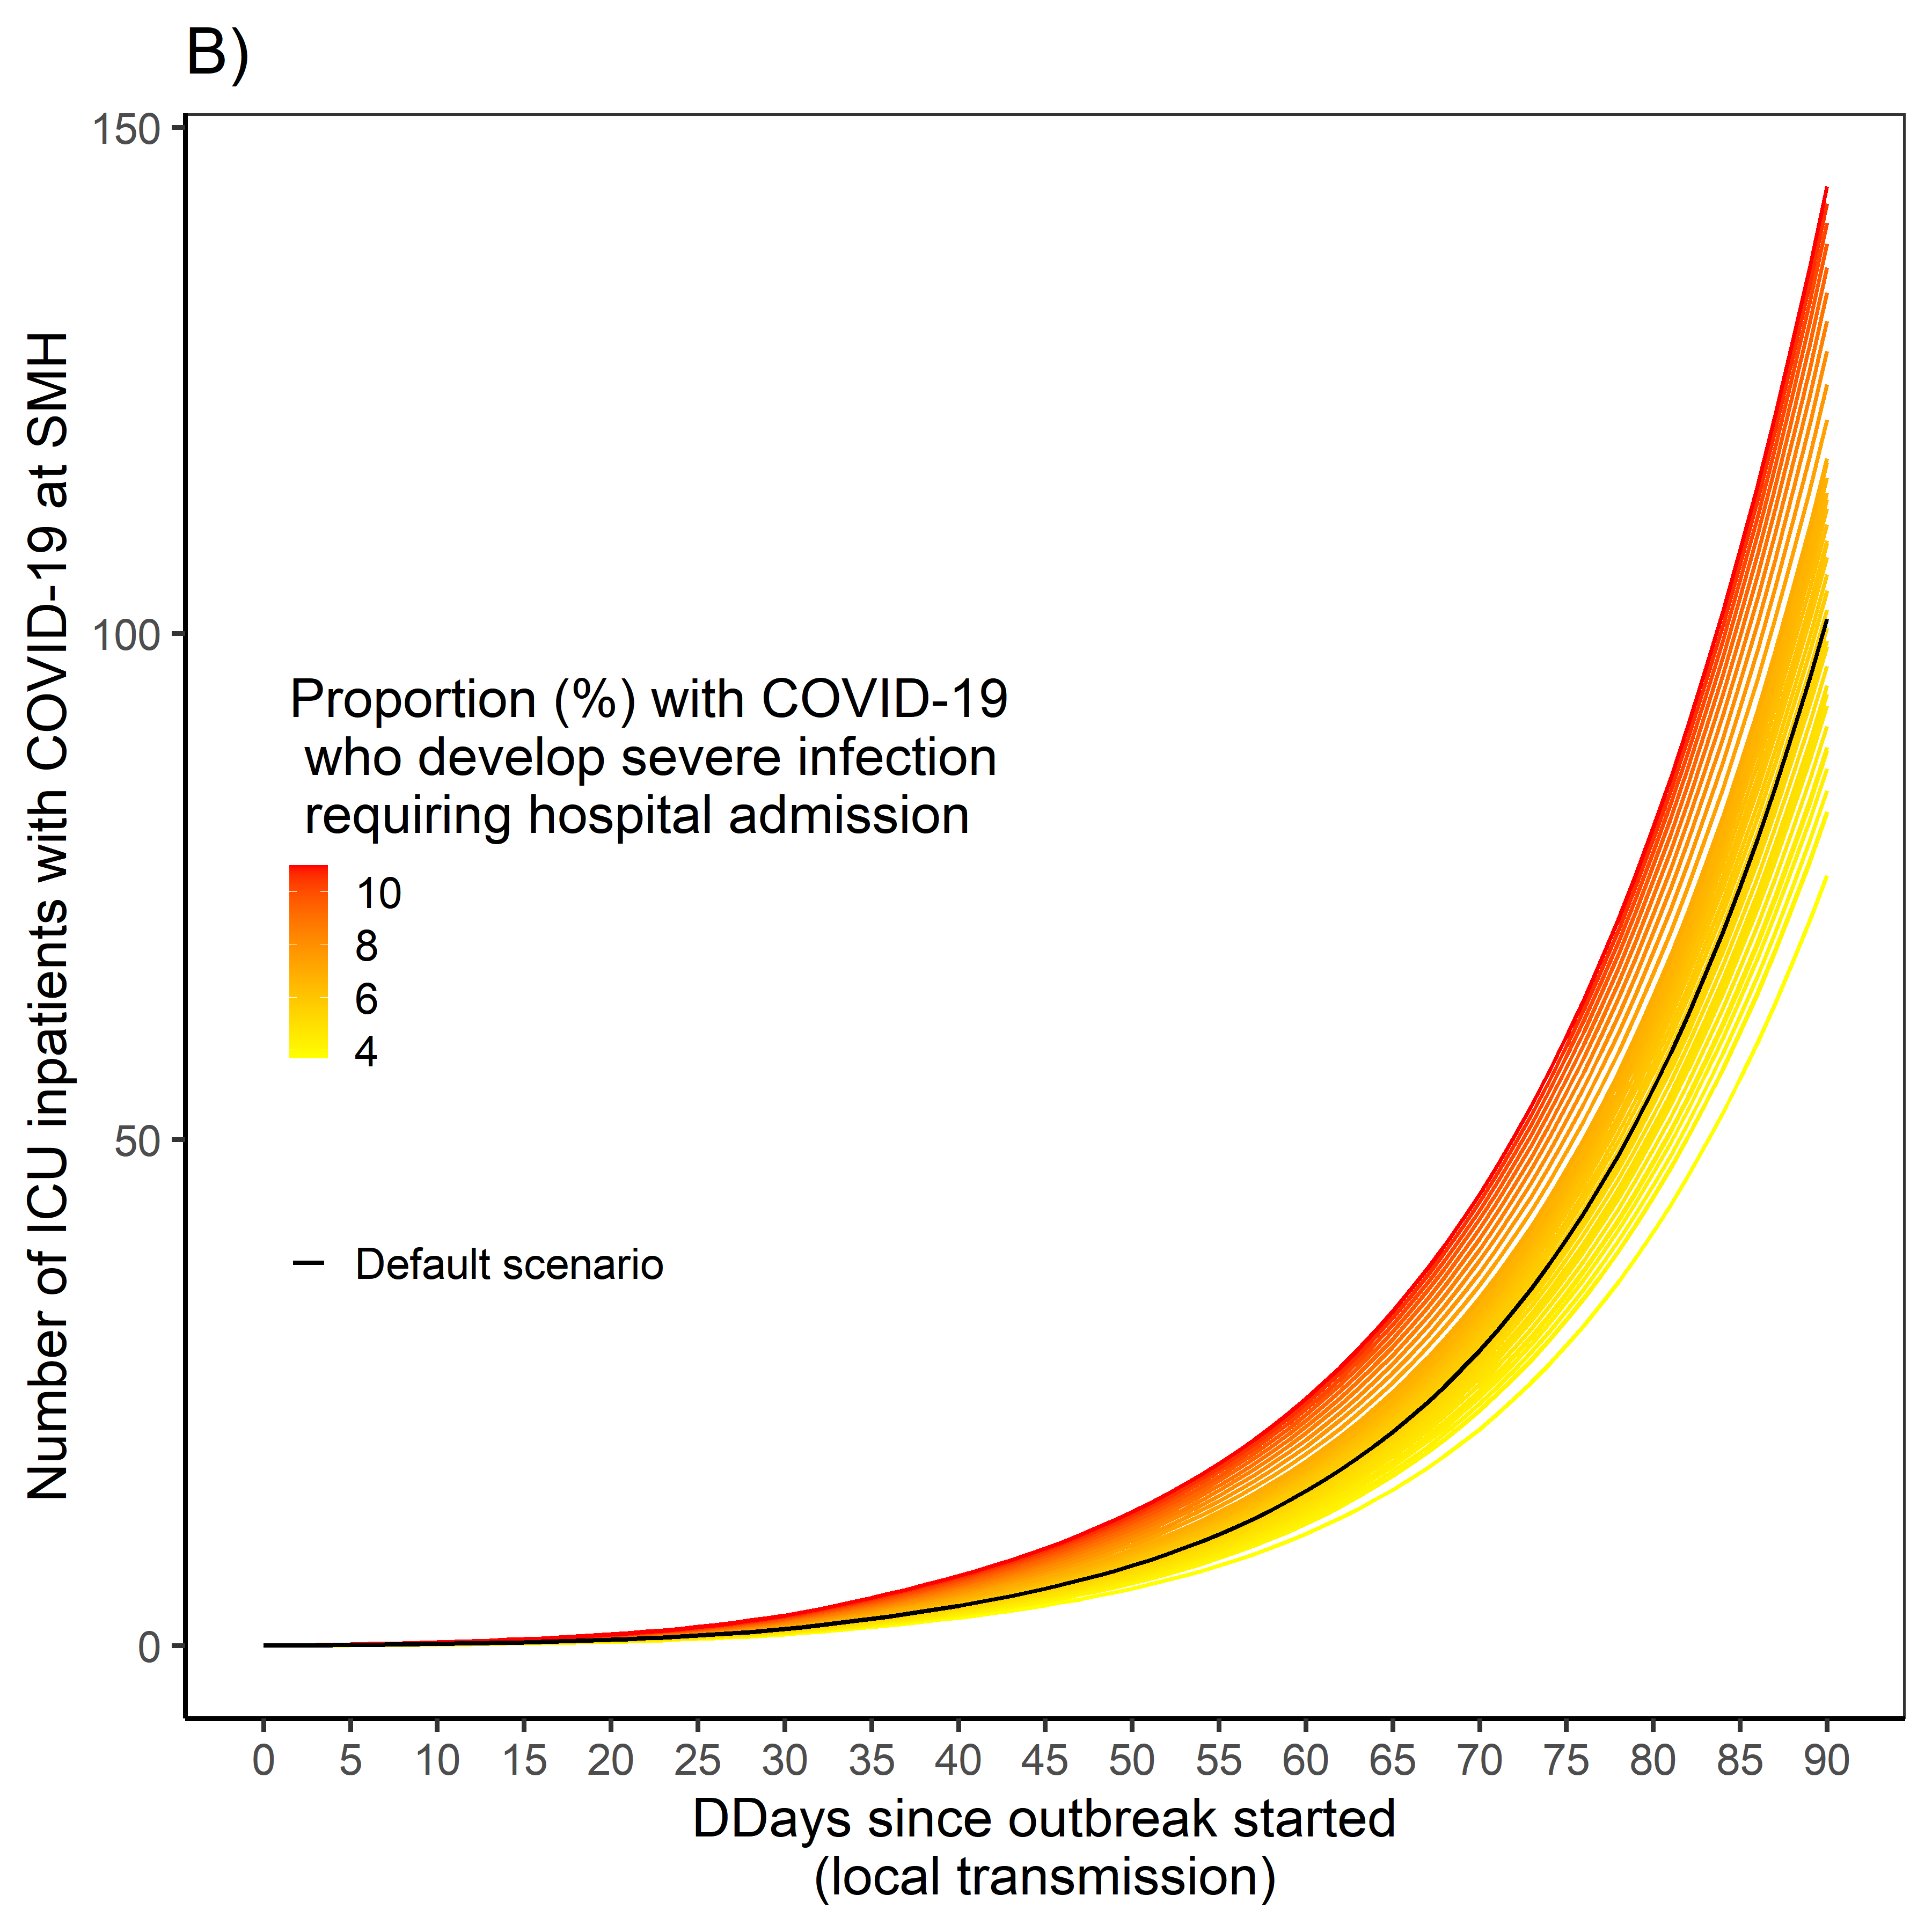 B)
150
100
50
0
Number of ICU inpatients with COVID-19 at SMH
Proportion (%) with COVID-19
who develop severe infection
requiring hospital admission
10
8
6
4
Default scenario
0 5 10 15 20 25 30 35 40 45 50 55 60 65 70 75 80 85 90
DDays since outbreak started
(local transmission)